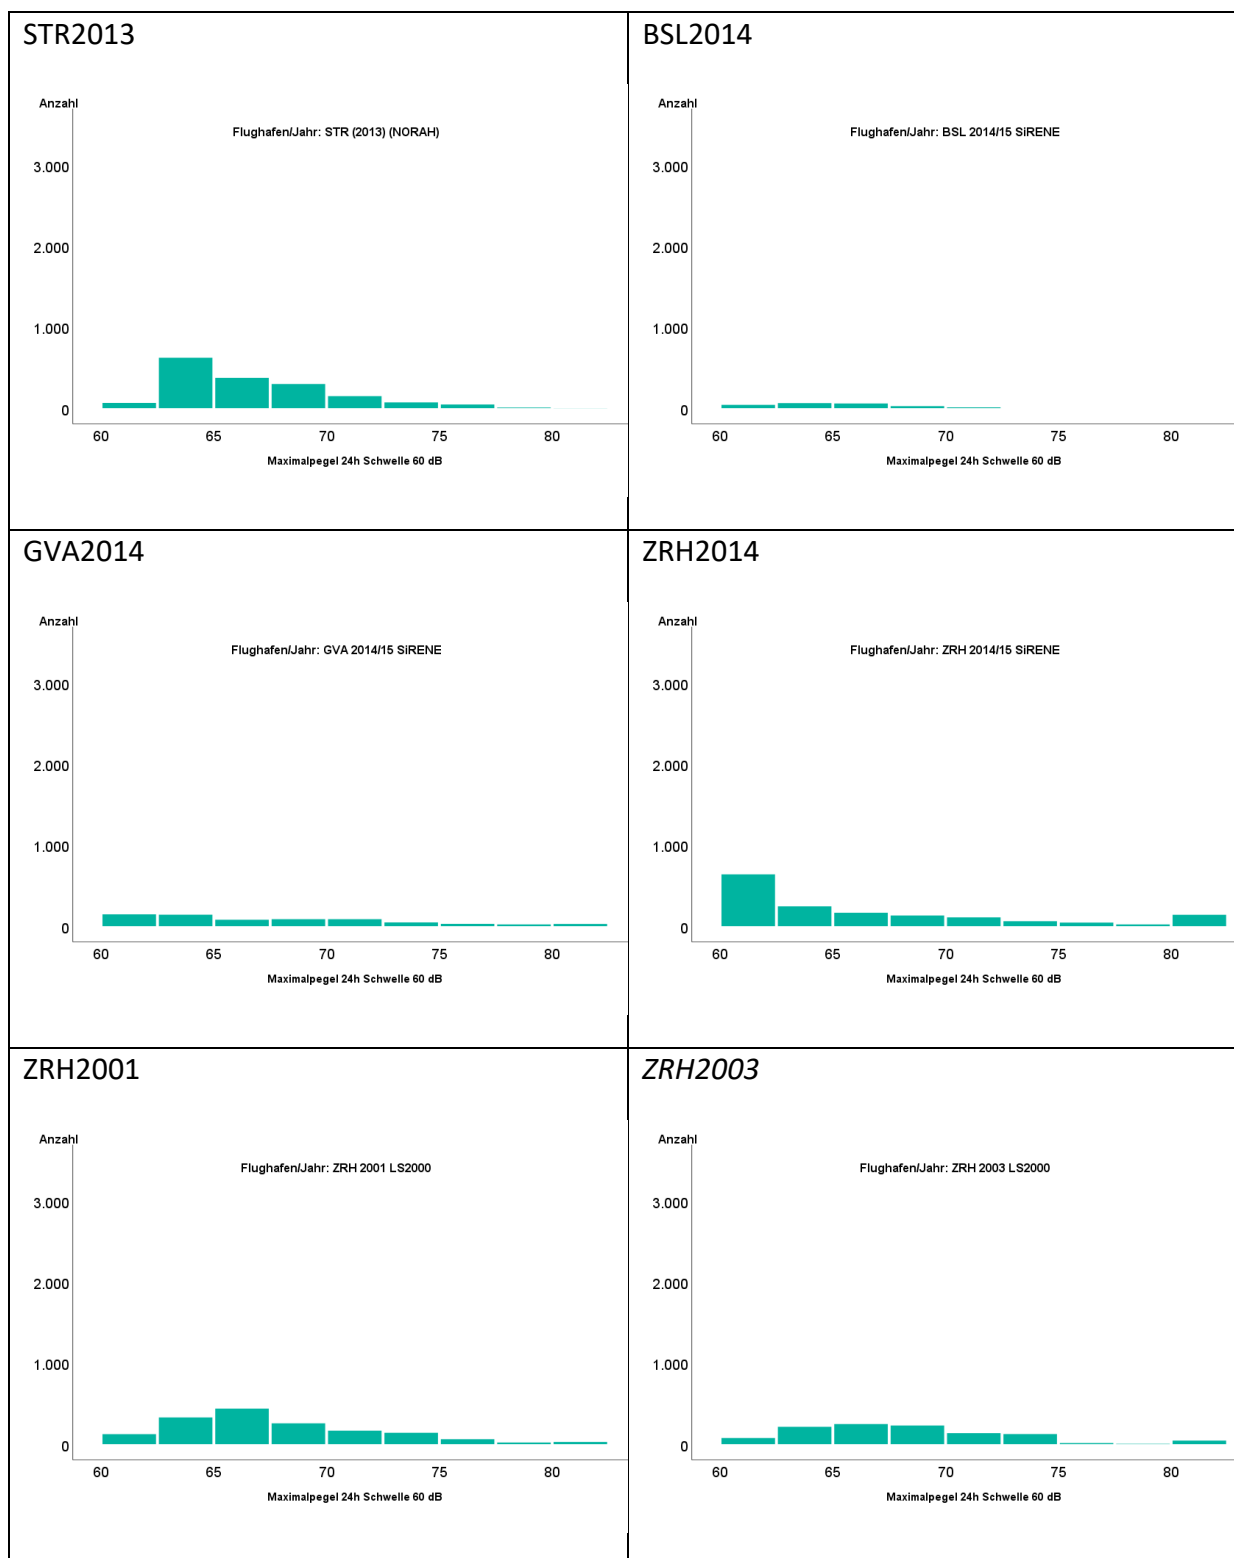 STR2013
Anzahl
Flughafen/Jahr: STR (2013) (NORAH)
3.000
2.000
1.000
0
60 65 70 75 80
Maximalpegel 24h Schwelle 60 dB
BSL2014
Anzahl
Flughafen/Jahr: BSL 2014/15 SiRENE
3.000
2.000
1.000
0
60 65 70 75 80
Maximalpegel 24h Schwelle 60 dB
GVA2014
Anzahl
Flughafen/Jahr: GVA 2014/15 SiRENE
3.000
2.000
1.000
0
60 65 70 75 80
Maximalpegel 24h Schwelle 60 dB
ZRH2014
Anzahl
Flughafen/Jahr: ZRH 2014/15 SiRENE
3.000
2.000
1.000
0
60 65 70 75 80
Maximalpegel 24h Schwelle 60 dB
ZRH2001
Anzahl
Flughafen/Jahr: ZRH 2001 LS2000
3.000
2.000
1.000
0
60 65 70 75 80
Maximalpegel 24h Schwelle 60 dB
ZRH2003
Anzahl
Flughafen/Jahr: ZRH 2003 LS2000
3.000
2.000
1.000
0
60 65 70 75 80
Maximalpegel 24h Schwelle 60 dB